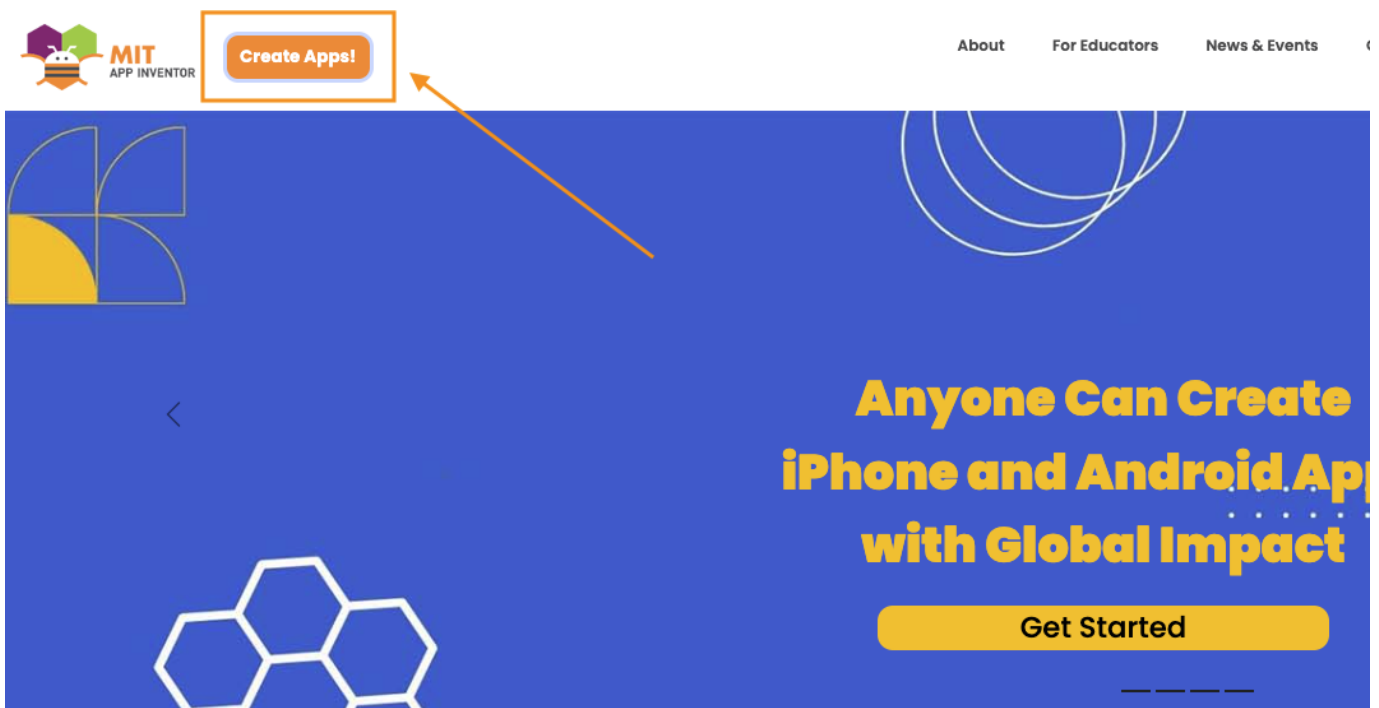 MIT
APP INVENTOR
Create Apps!
About
For Educators
News & Events
Anyone Can Create
iPhone and Android App
with Global Impact
Get Started